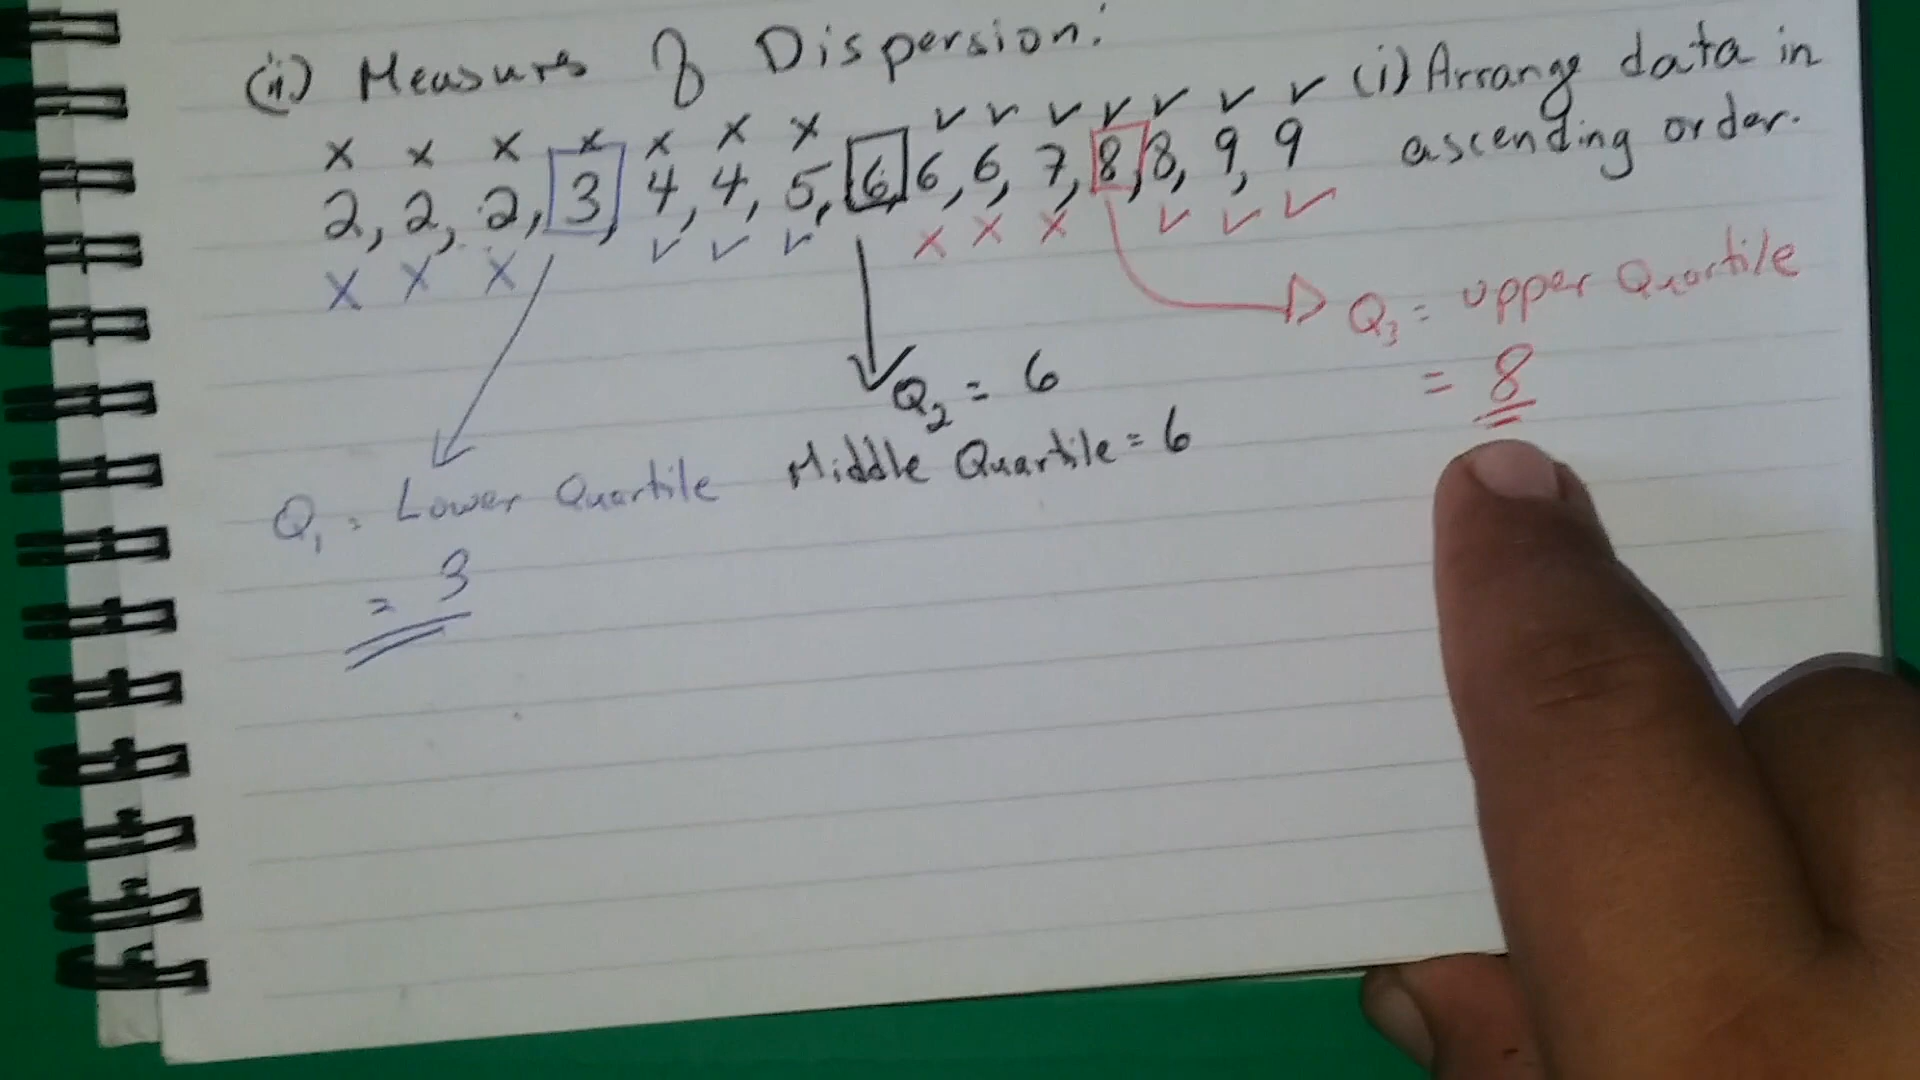 (ii) Measures of Dispersion:
(i) Arrange data in
ascending order.
x x x x x x x ✓ ✓ ✓ ✓ ✓ ✓ ✓
2, 2, 2, 3, 4, 4, 5, 6, 6, 6, 7, 8, 8, 9, 9
x x x ✓ ✓ ✓ x x x ✓ ✓ ✓
Q3 = Upper Quartile
= 8
Q2 = 6
Middle Quartile = 6
Q1 = Lower Quartile
= 3